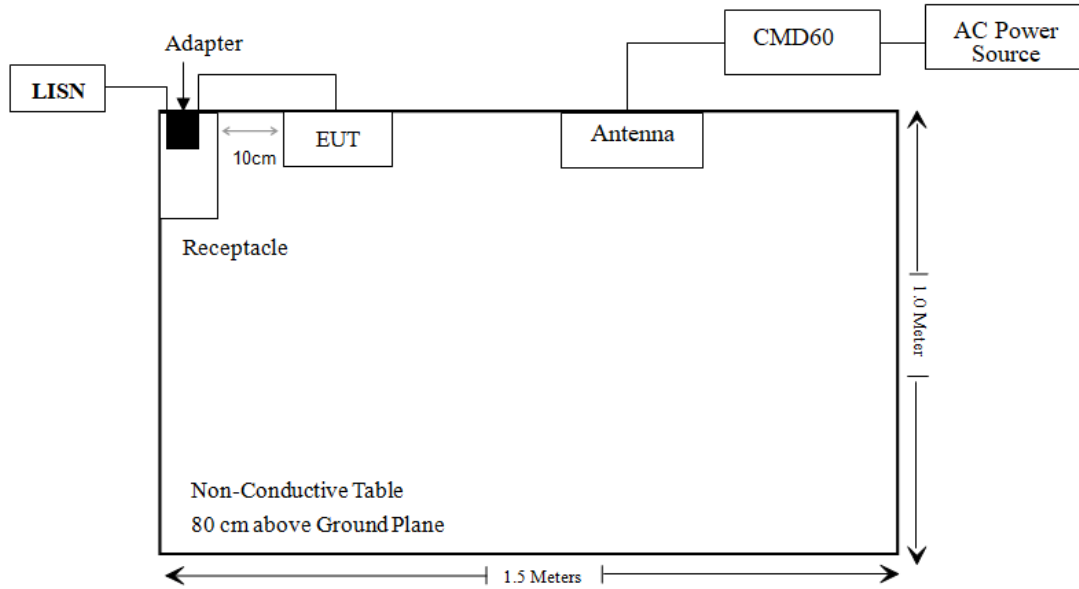 Adapter
LISN
CMD60
AC Power
Source
EUT
10cm
Antenna
Receptacle
1.0 Meter
Non-Conductive Table
80 cm above Ground Plane
1.5 Meters